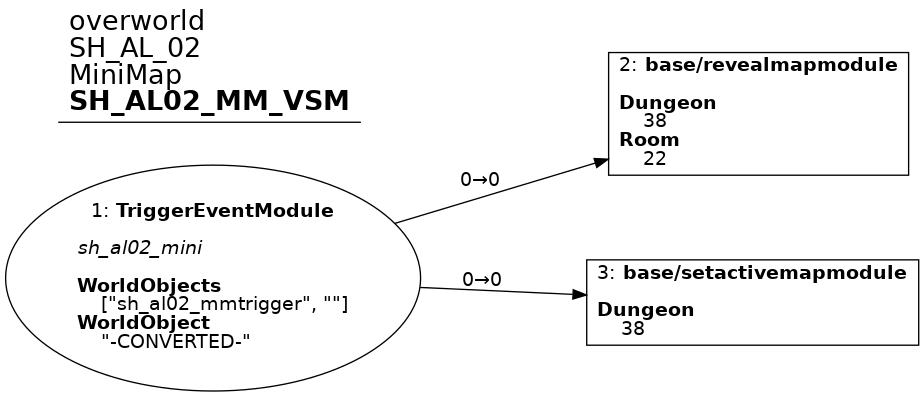 overworld
SH_AL_02
MiniMap
SH_AL02_MM_VSM
1: TriggerEventModule
sh_al02_mini
WorldObjects
["sh_al02_mmtrigger", ""]
WorldObject
"-CONVERTED-"
0→0
0→0
2: base/revealmapmodule
Dungeon
38
Room
22
3: base/setactivemapmodule
Dungeon
38